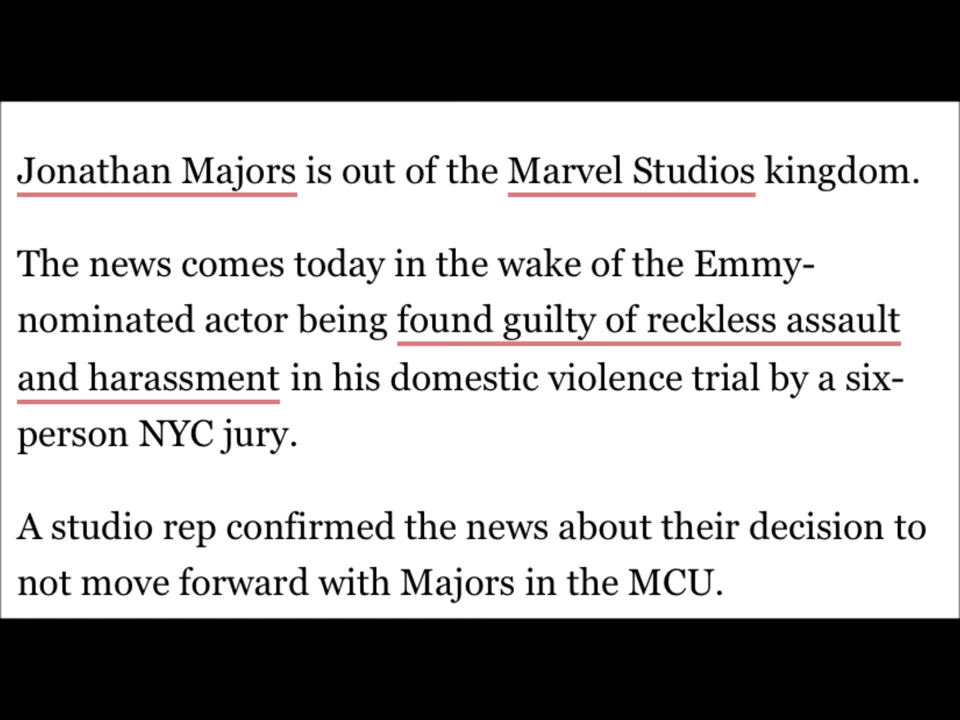 Jonathan Majors is out of the Marvel Studios kingdom.
The news comes today in the wake of the Emmy-
nominated actor being found guilty of reckless assault
and harassment in his domestic violence trial by a six-
person NYC jury.
A studio rep confirmed the news about their decision to
not move forward with Majors in the MCU.